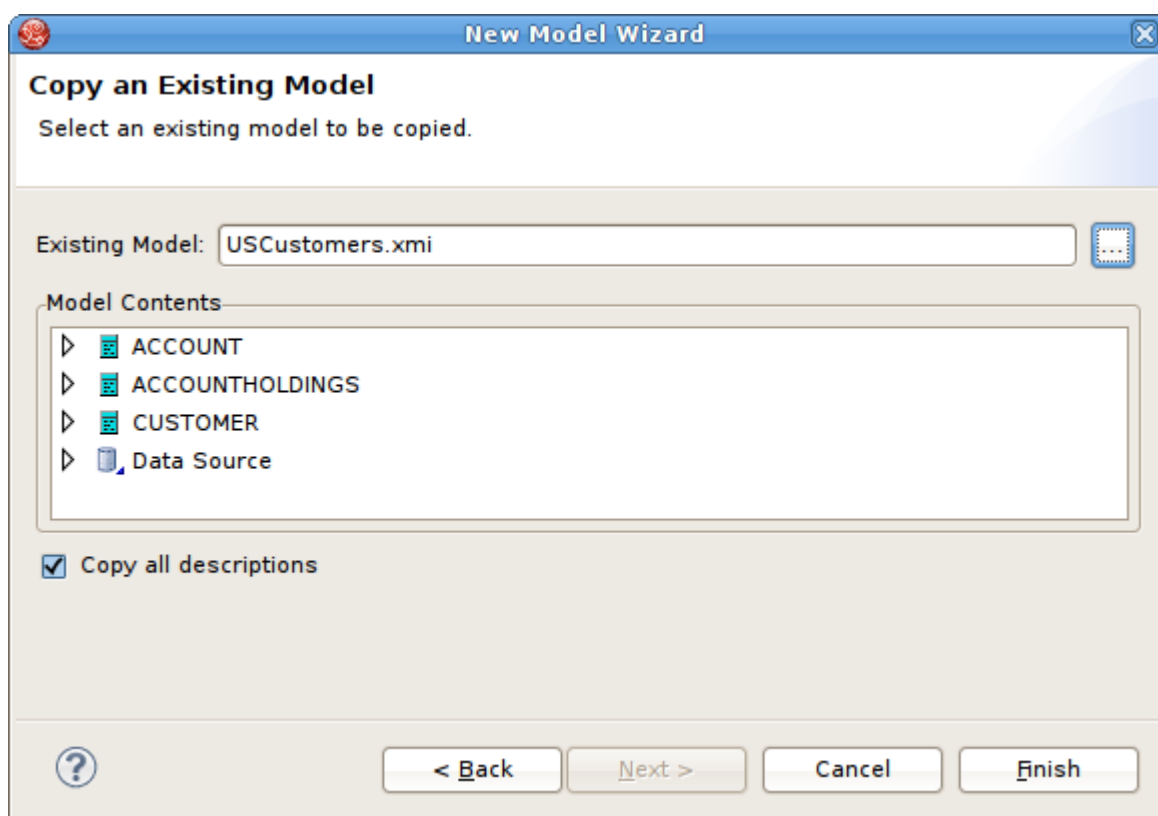 New Model Wizard
Copy an Existing Model
Select an existing model to be copied.
Existing Model: USCustomers.xmi ...
Model Contents
ACCOUNT
ACCOUNTHOLDINGS
CUSTOMER
Data Source
Copy all descriptions
? < Back Next > Cancel Finish